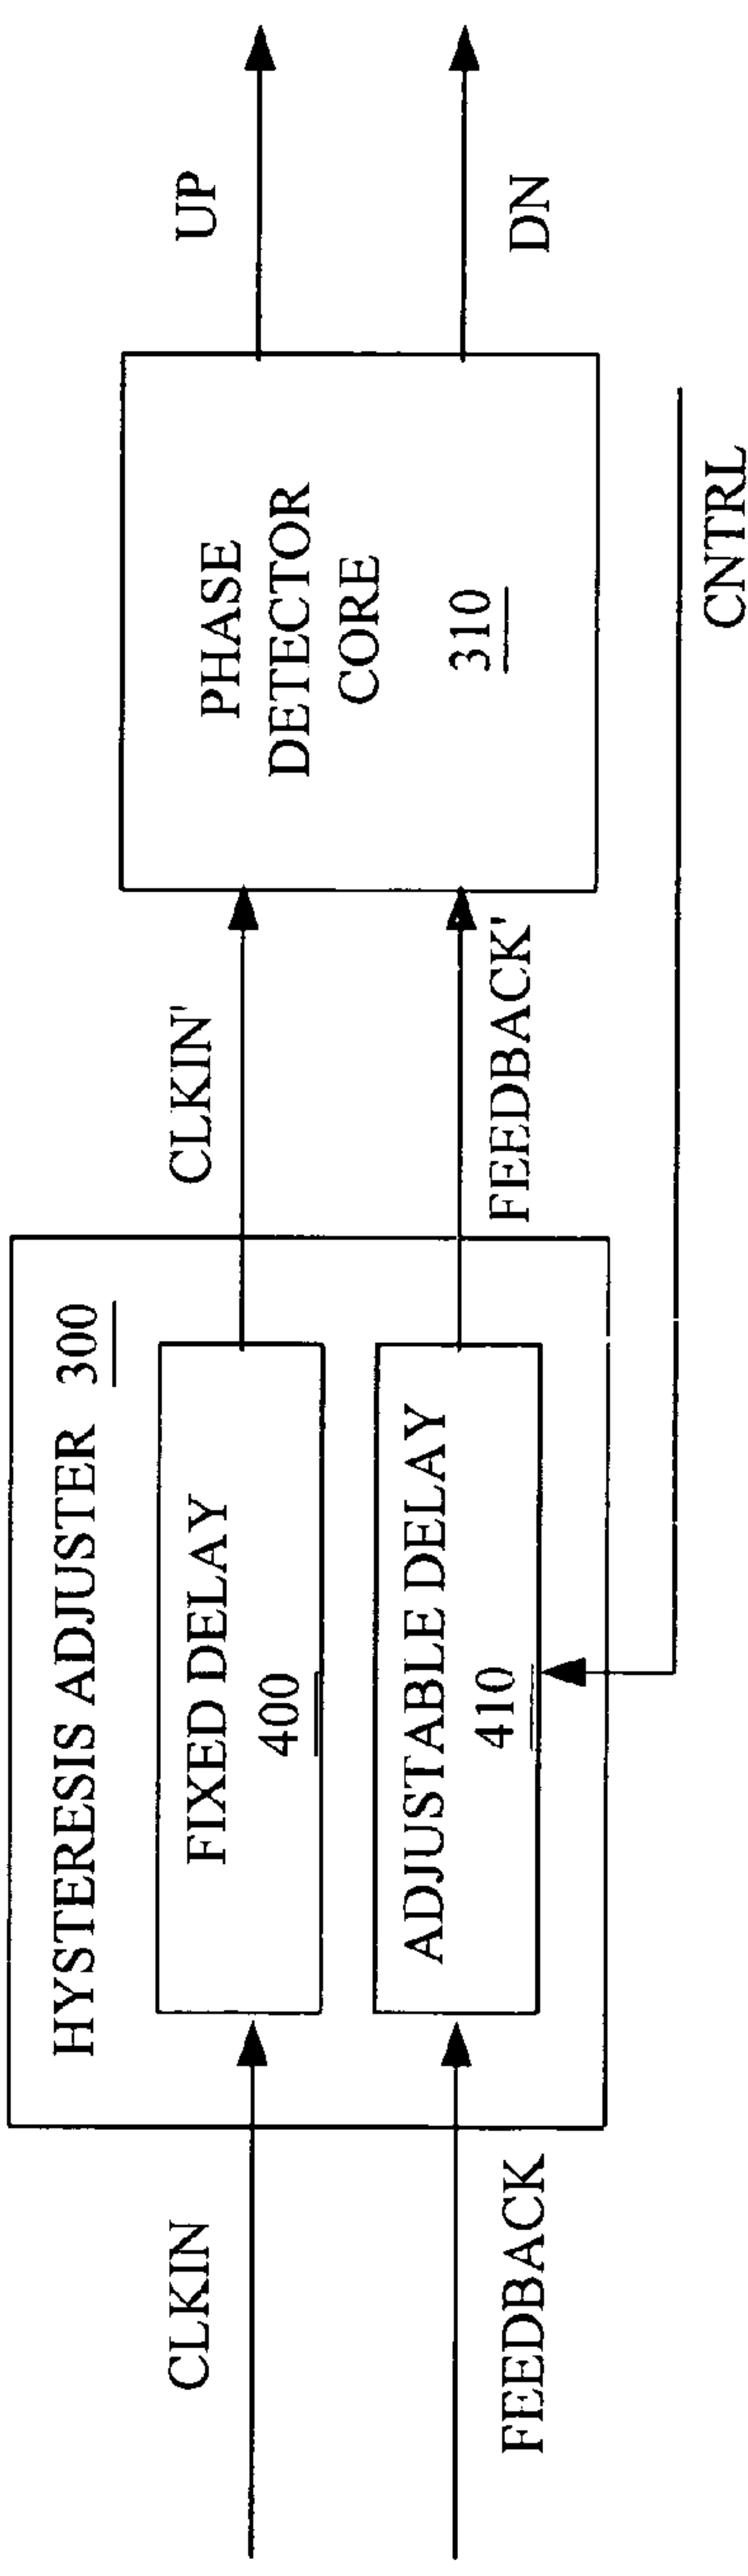 HYSTERESIS ADJUSTER 300
CLKIN
FIXED DELAY
400
CLKIN'
FEEDBACK
ADJUSTABLE DELAY
410
FEEDBACK'
PHASE
DETECTOR
CORE
310
UP
DN
CNTRL